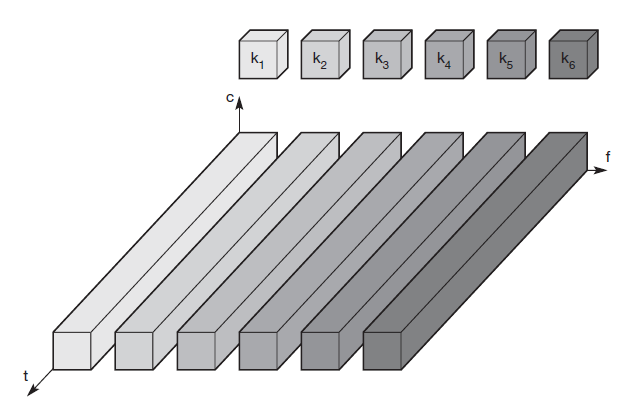 k₁ k₂ k₃ k₄ k₅ k₆
c
f
t